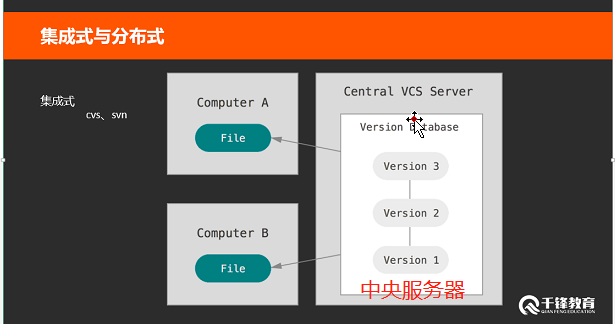 集成式与分布式
集成式
cvs、svn
Computer A
File
Computer B
File
Central VCS Server
Version Database
Version 3
Version 2
Version 1
中央服务器
千锋教育
QIANFENG EDUCATION